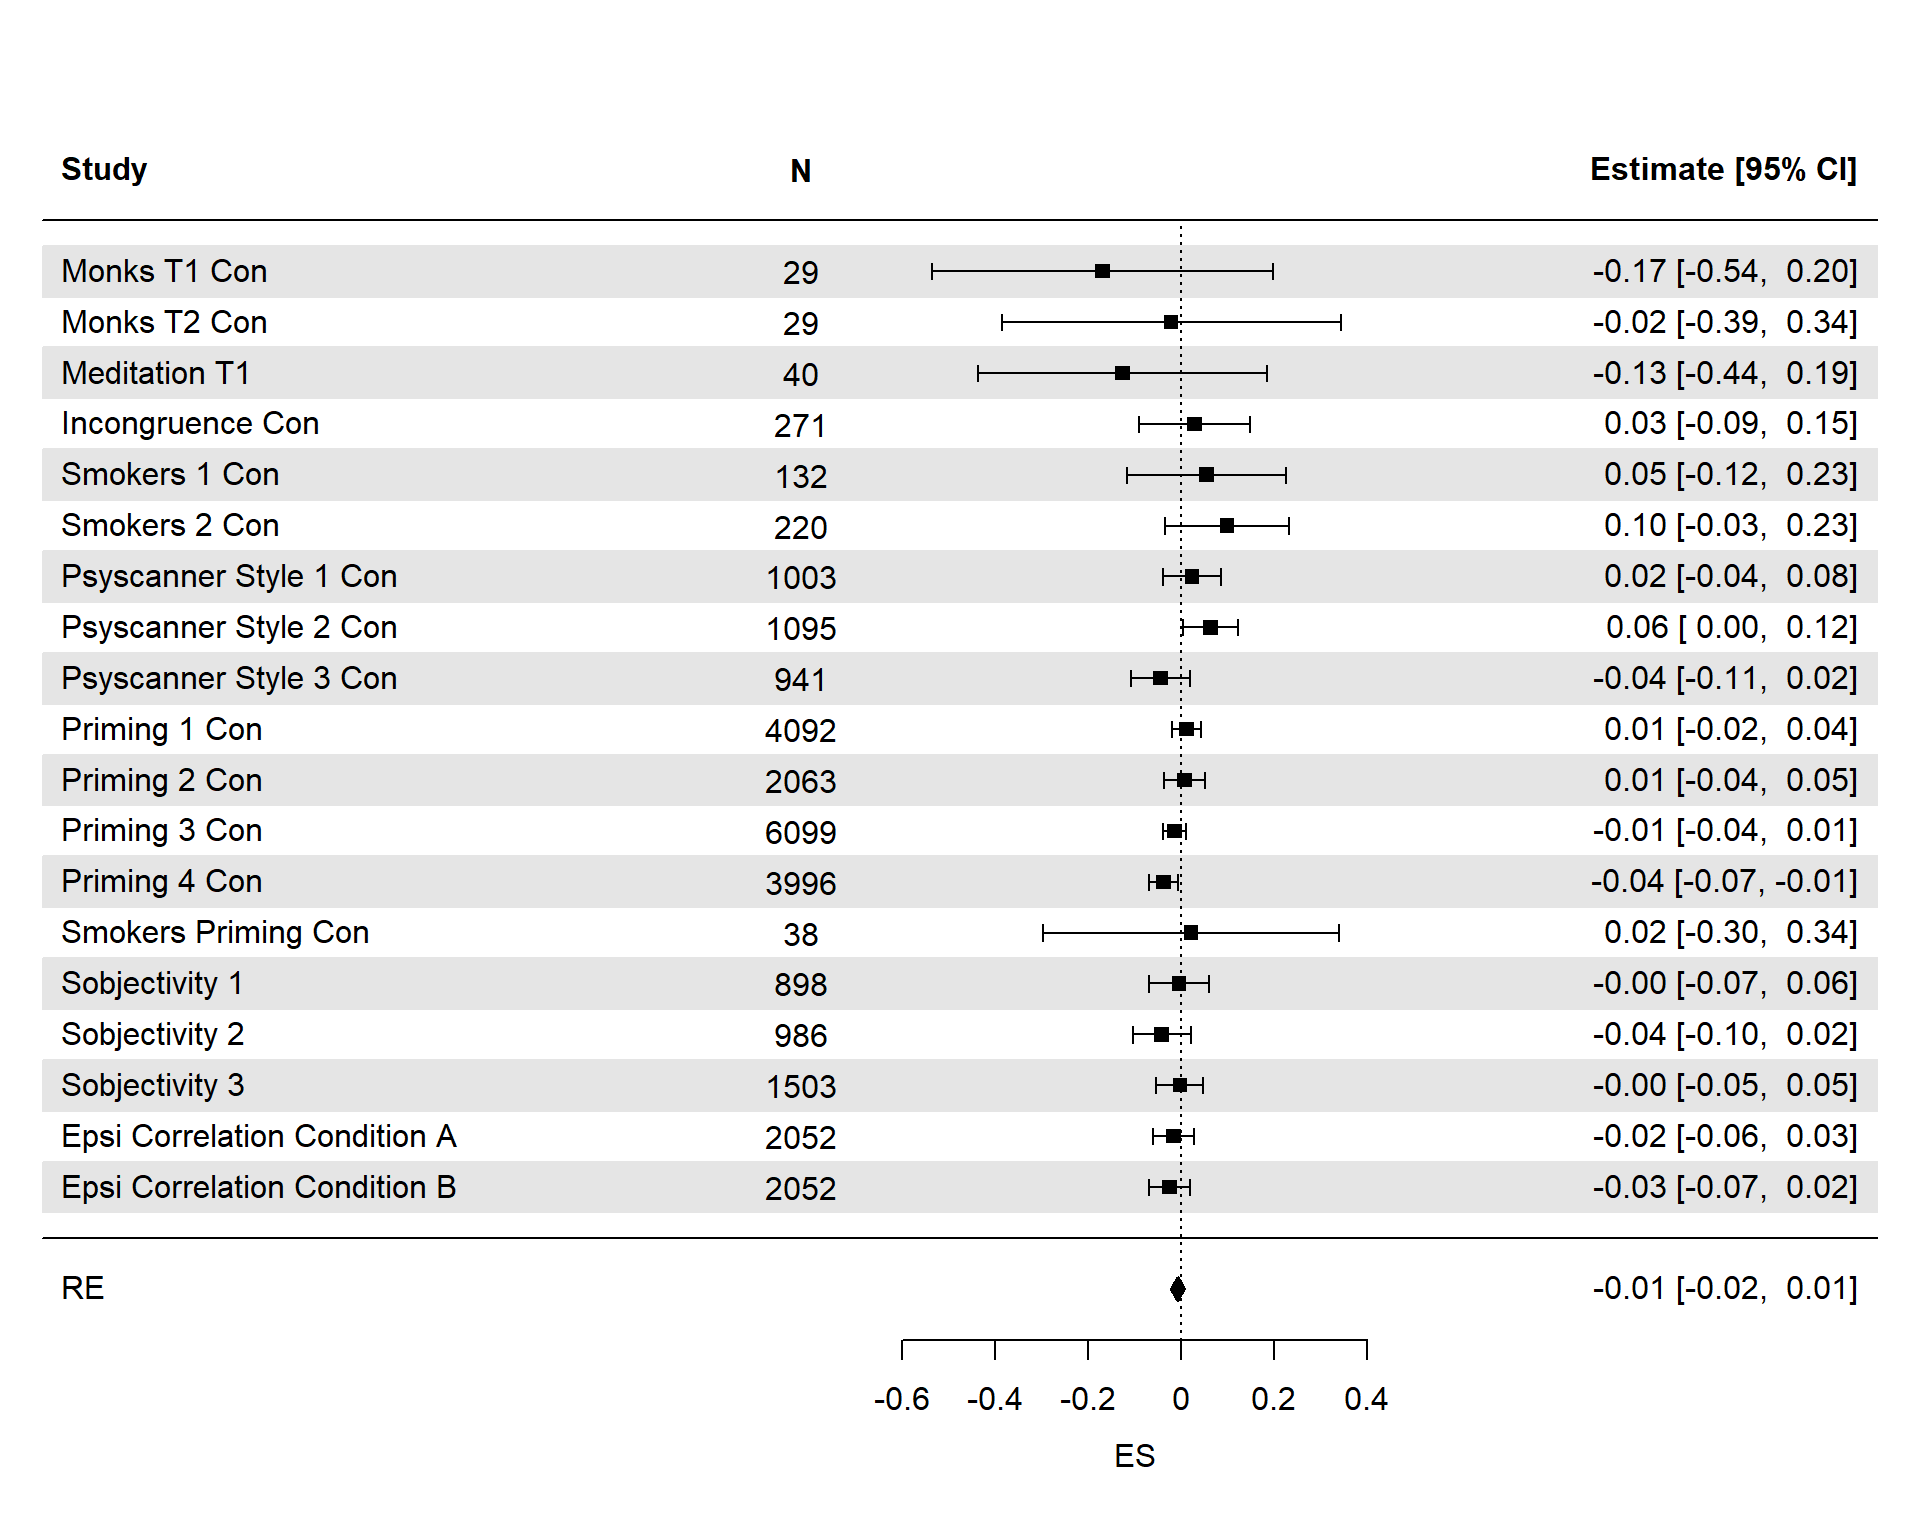 Study N Estimate [95% CI]
Monks T1 Con 29 -0.17 [-0.54, 0.20]
Monks T2 Con 29 -0.02 [-0.39, 0.34]
Meditation T1 40 -0.13 [-0.44, 0.19]
Incongruence Con 271 0.03 [-0.09, 0.15]
Smokers 1 Con 132 0.05 [-0.12, 0.23]
Smokers 2 Con 220 0.10 [-0.03, 0.23]
Psyscanner Style 1 Con 1003 0.02 [-0.04, 0.08]
Psyscanner Style 2 Con 1095 0.06 [ 0.00, 0.12]
Psyscanner Style 3 Con 941 -0.04 [-0.11, 0.02]
Priming 1 Con 4092 0.01 [-0.02, 0.04]
Priming 2 Con 2063 0.01 [-0.04, 0.05]
Priming 3 Con 6099 -0.01 [-0.04, 0.01]
Priming 4 Con 3996 -0.04 [-0.07, -0.01]
Smokers Priming Con 38 0.02 [-0.30, 0.34]
Sobjectivity 1 898 -0.00 [-0.07, 0.06]
Sobjectivity 2 986 -0.04 [-0.10, 0.02]
Sobjectivity 3 1503 -0.00 [-0.05, 0.05]
Epsi Correlation Condition A 2052 -0.02 [-0.06, 0.03]
Epsi Correlation Condition B 2052 -0.03 [-0.07, 0.02]
RE -0.01 [-0.02, 0.01]
-0.6 -0.4 -0.2 0 0.2 0.4
ES